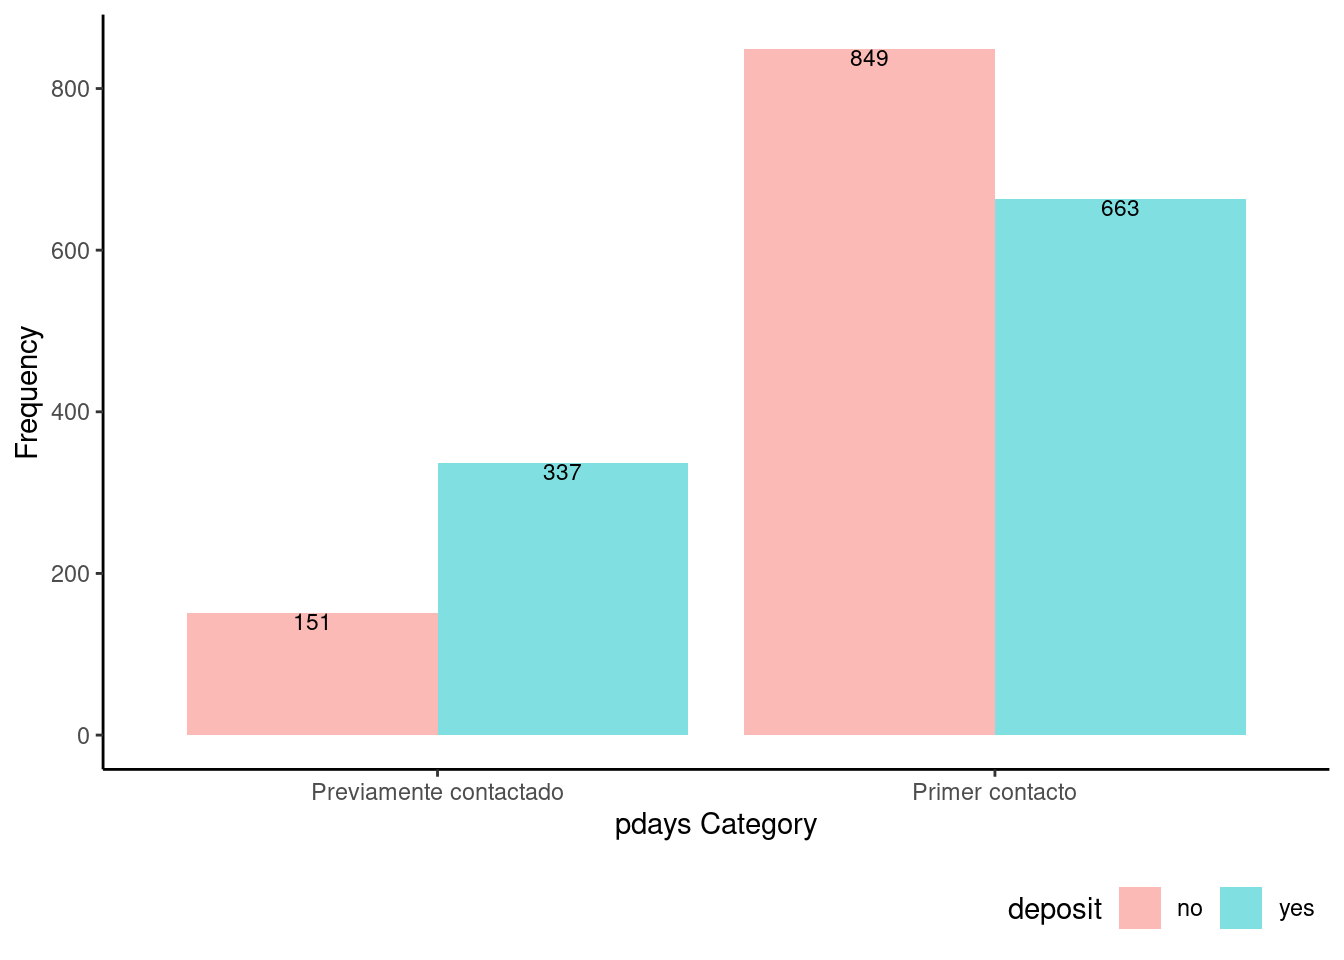 Frequency
800
600
400
200
0
849
663
337
151
Previamente contactado
Primer contacto
pdays Category
deposit no yes